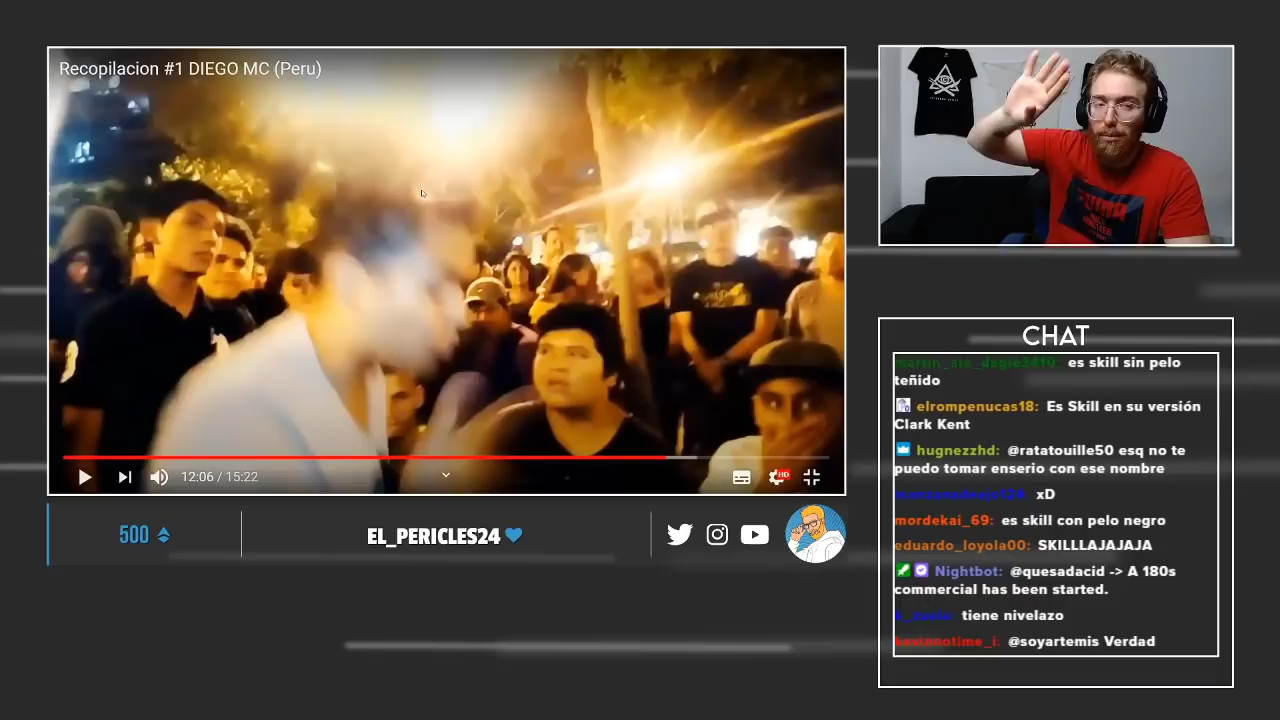 Recopilacion #1 DIEGO MC (Peru)
12:06 / 15:22
HD
500
EL_PERICLES24
CHAT
es skill sin pelo
teñido
elrompenucas18: Es Skill en su versión
Clark Kent
hugnezzhd: @ratatouille50 esq no te
puedo tomar enserio con ese nombre
xD
mordekai_69: es skill con pelo negro
eduardo_loyola00: SKILLLAJAJAJA
Nightbot: @quesadacid -> A 180s
commercial has been started.
tiene nivelazo
@soyartemis Verdad